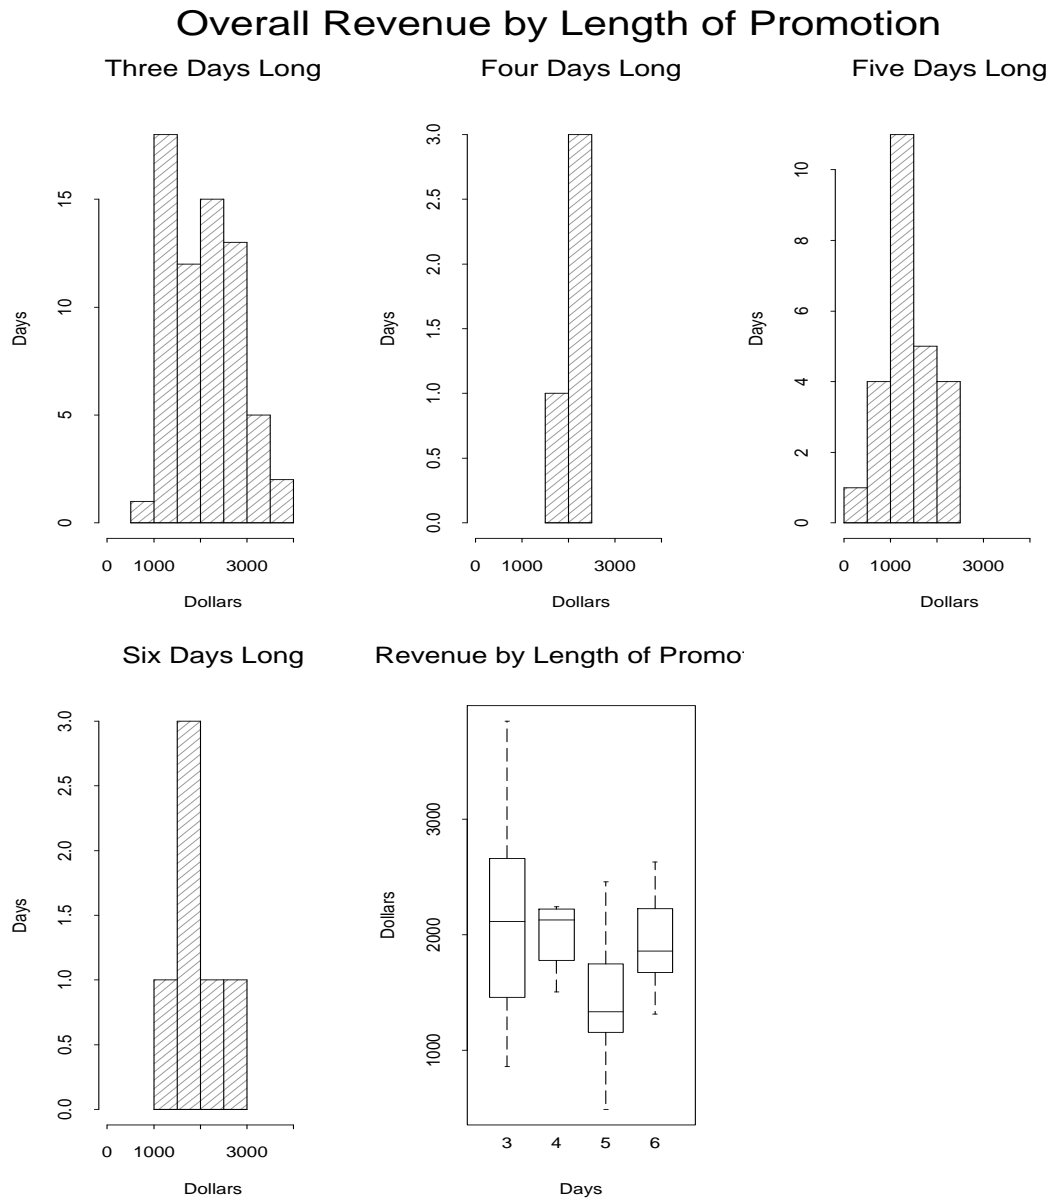 Overall Revenue by Length of Promotion
Three Days Long
Four Days Long
Five Days Long
15
10
5
0
Days
0 1000 3000
Dollars
3.0
2.5
2.0
1.5
1.0
0.5
0.0
Days
0 1000 3000
Dollars
10
8
6
4
2
0
Days
0 1000 3000
Dollars
Six Days Long
Revenue by Length of Promo
3.0
2.5
2.0
1.5
1.0
0.5
0.0
Days
0 1000 3000
Dollars
3000
2000
1000
Dollars
3 4 5 6
Days